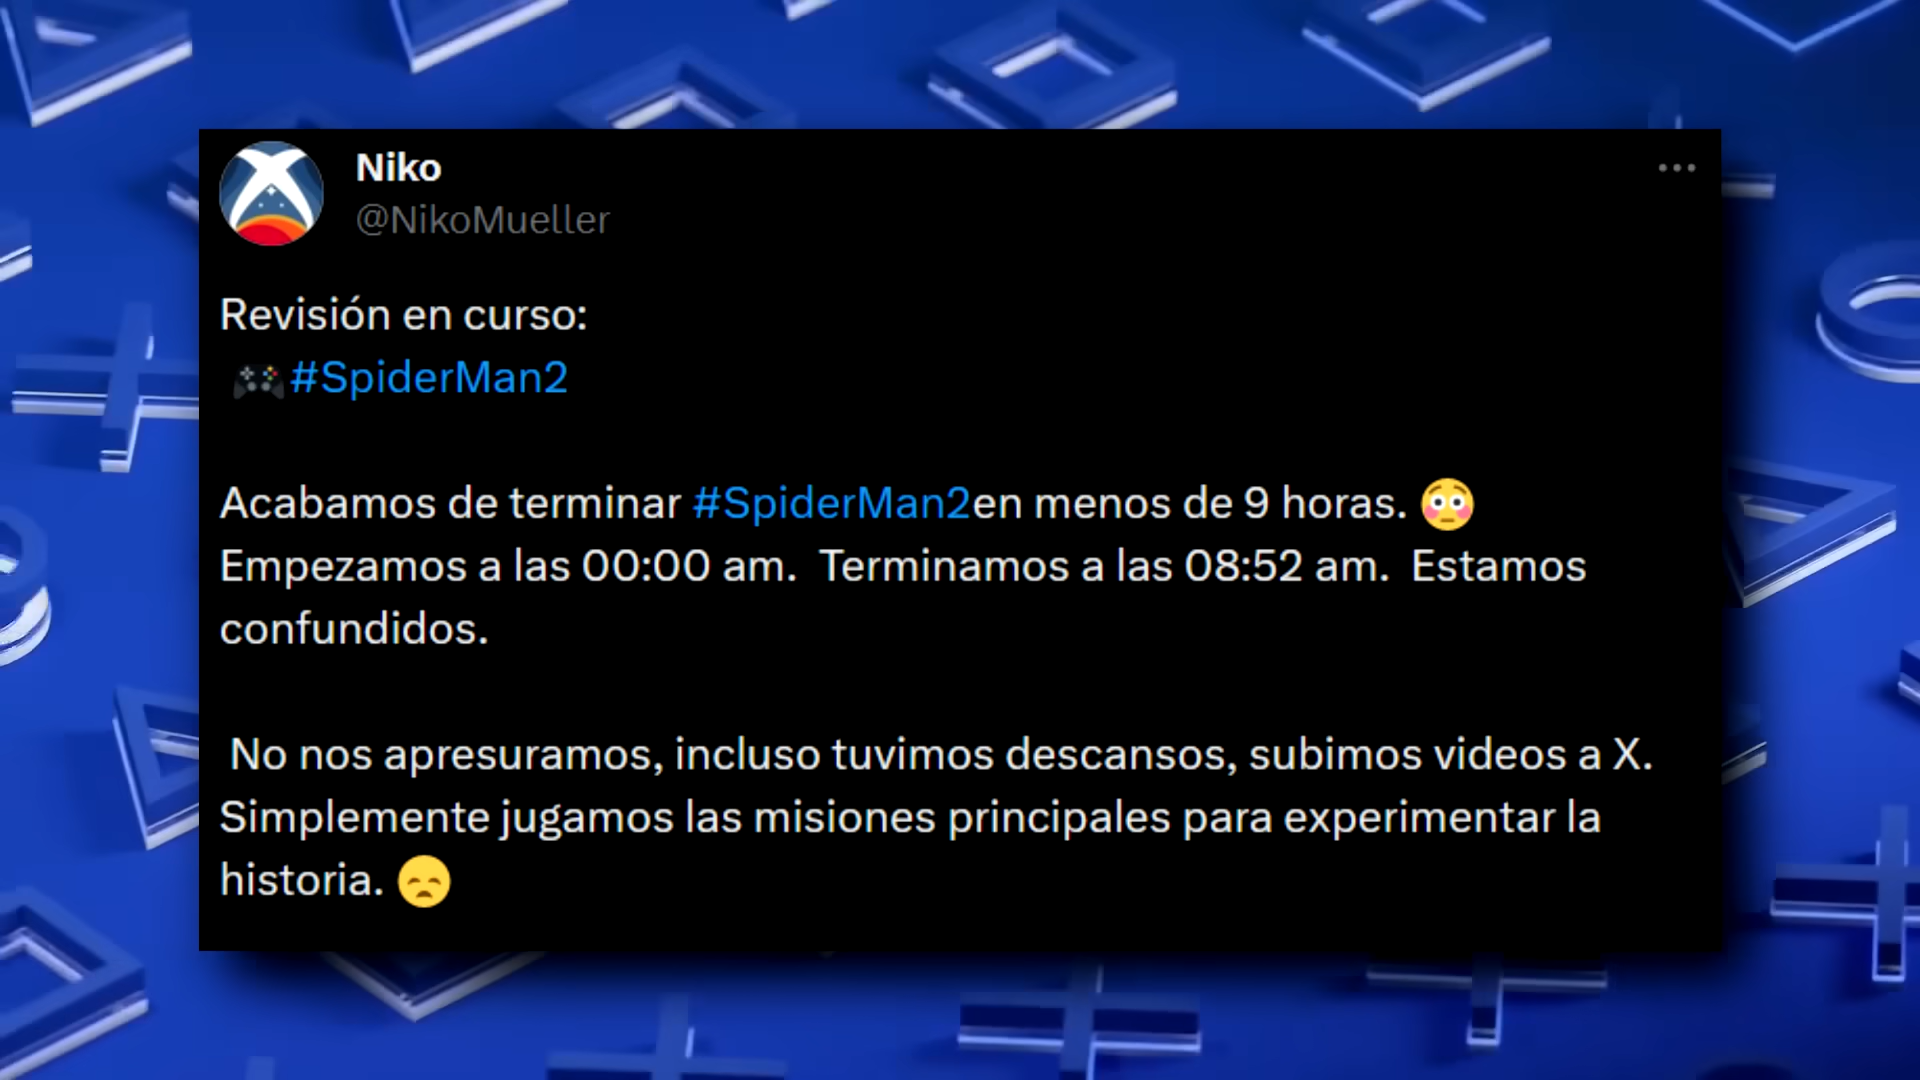 Niko
@NikoMueller
Revisión en curso:
🎮#SpiderMan2
Acabamos de terminar #SpiderMan2en menos de 9 horas. 😳
Empezamos a las 00:00 am.  Terminamos a las 08:52 am.  Estamos
confundidos.
No nos apresuramos, incluso tuvimos descansos, subimos videos a X.
Simplemente jugamos las misiones principales para experimentar la
historia. 😞